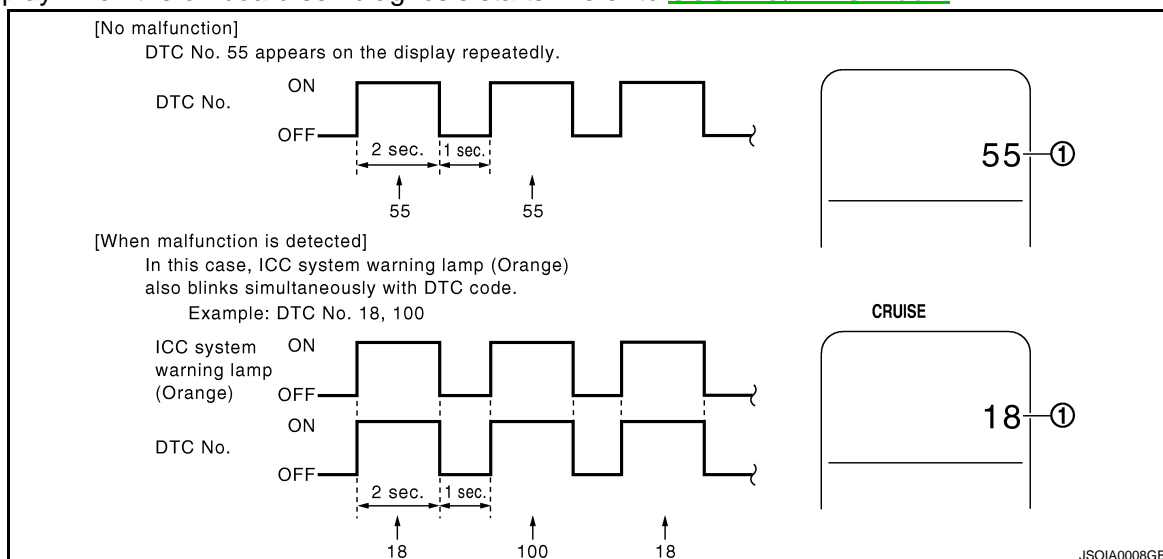 [No malfunction]
DTC No. 55 appears on the display repeatedly.
ON
DTC No.
OFF
2 sec. 1 sec.
55 55
55 ①
[When malfunction is detected]
In this case, ICC system warning lamp (Orange)
also blinks simultaneously with DTC code.
Example: DTC No. 18, 100
CRUISE
ICC system ON
warning lamp
(Orange) OFF
ON
DTC No.
OFF
2 sec. 1 sec.
18 100 18
18 ①
JSOIA0008GB